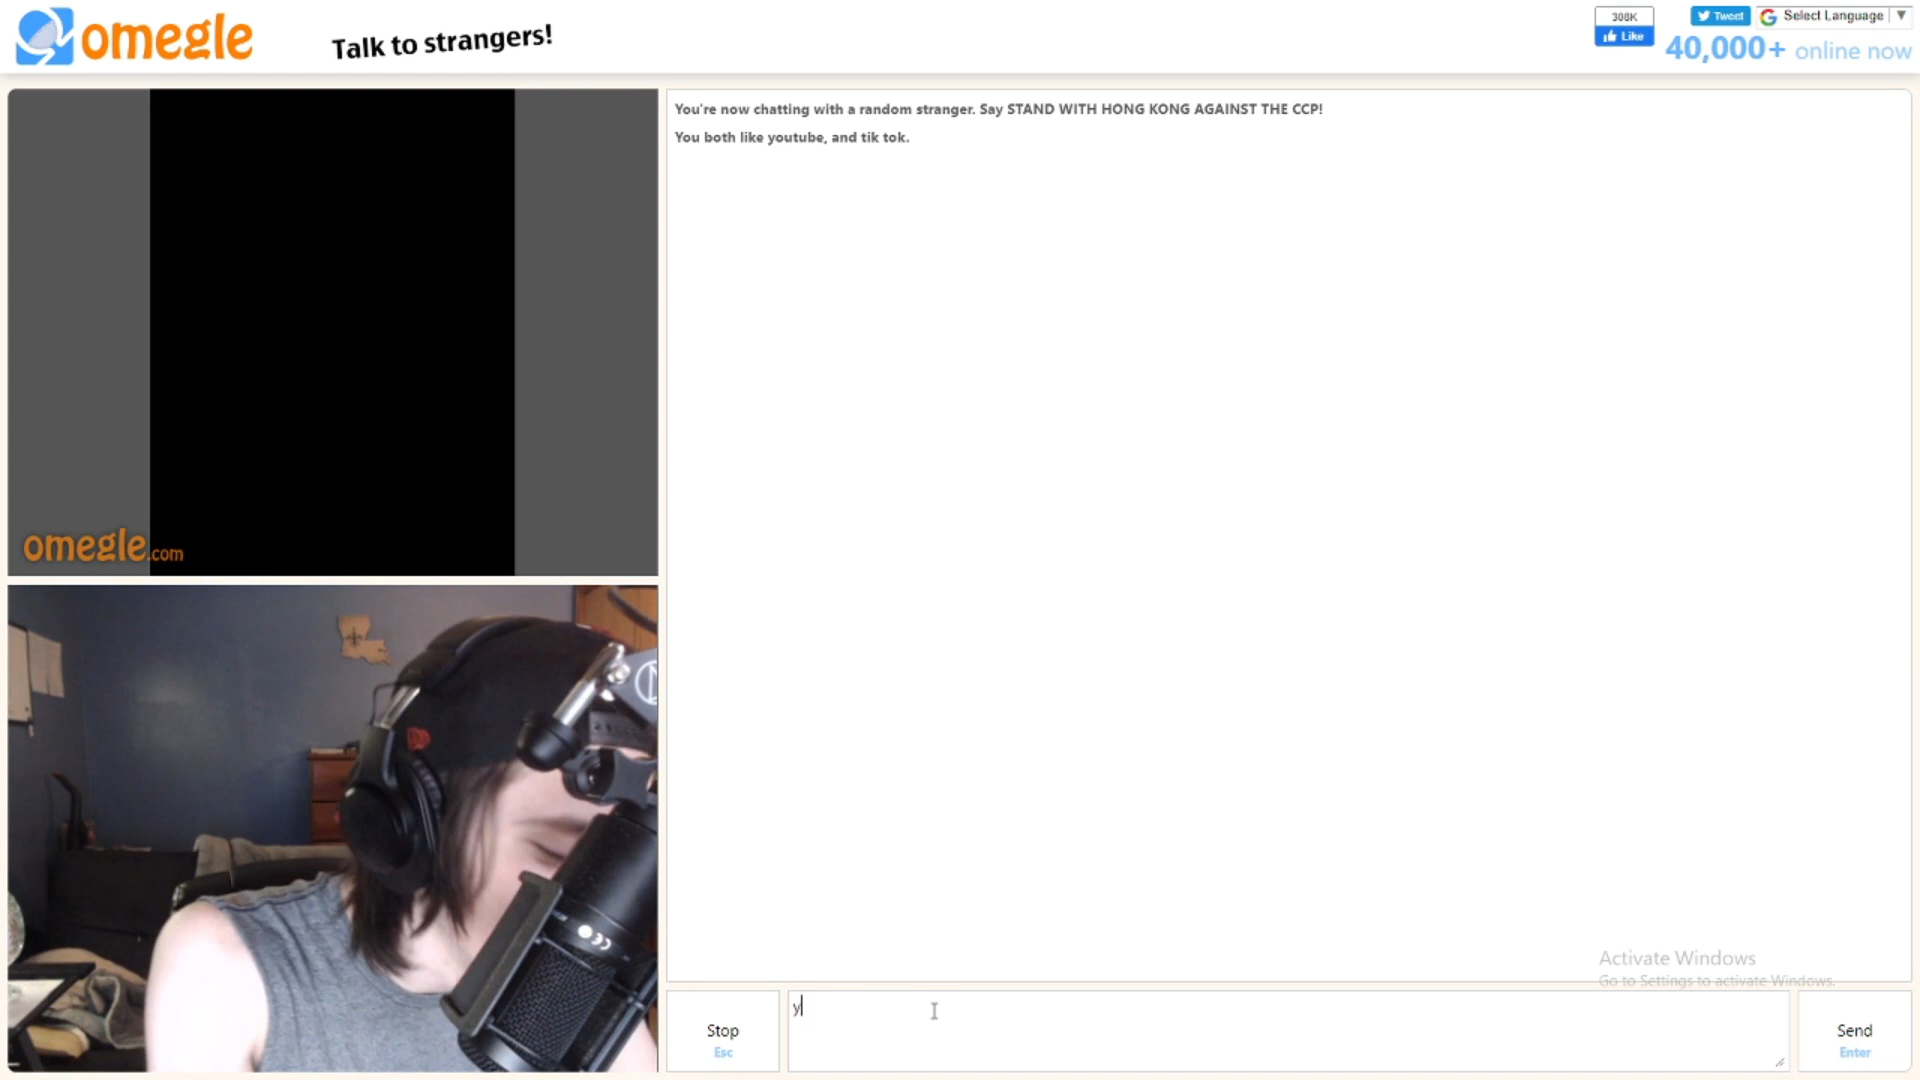 omegle
Talk to strangers!
308K
Like
Tweet
Select Language
40,000+ online now
You're now chatting with a random stranger. Say STAND WITH HONG KONG AGAINST THE CCP!
You both like youtube, and tik tok.
omegle.com
Activate Windows
Go to Settings to activate Windows.
Stop
Esc
y
Send
Enter